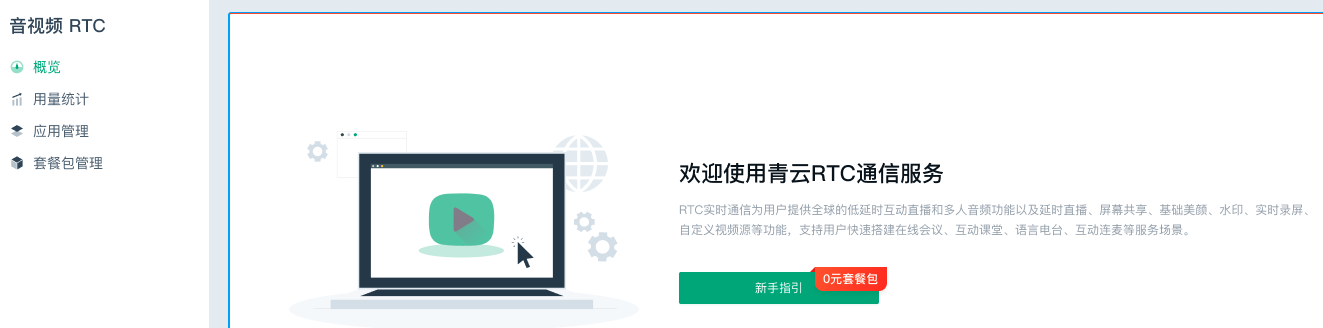 音视频 RTC
概览
用量统计
应用管理
套餐包管理
欢迎使用青云RTC通信服务
RTC实时通信为用户提供全球的低延时互动直播和多人音频功能以及延时直播、屏幕共享、基础美颜、水印、实时录屏、
自定义视频源等功能，支持用户快速搭建在线会议、互动课堂、语言电台、互动连麦等服务场景。
0元套餐包
新手指引